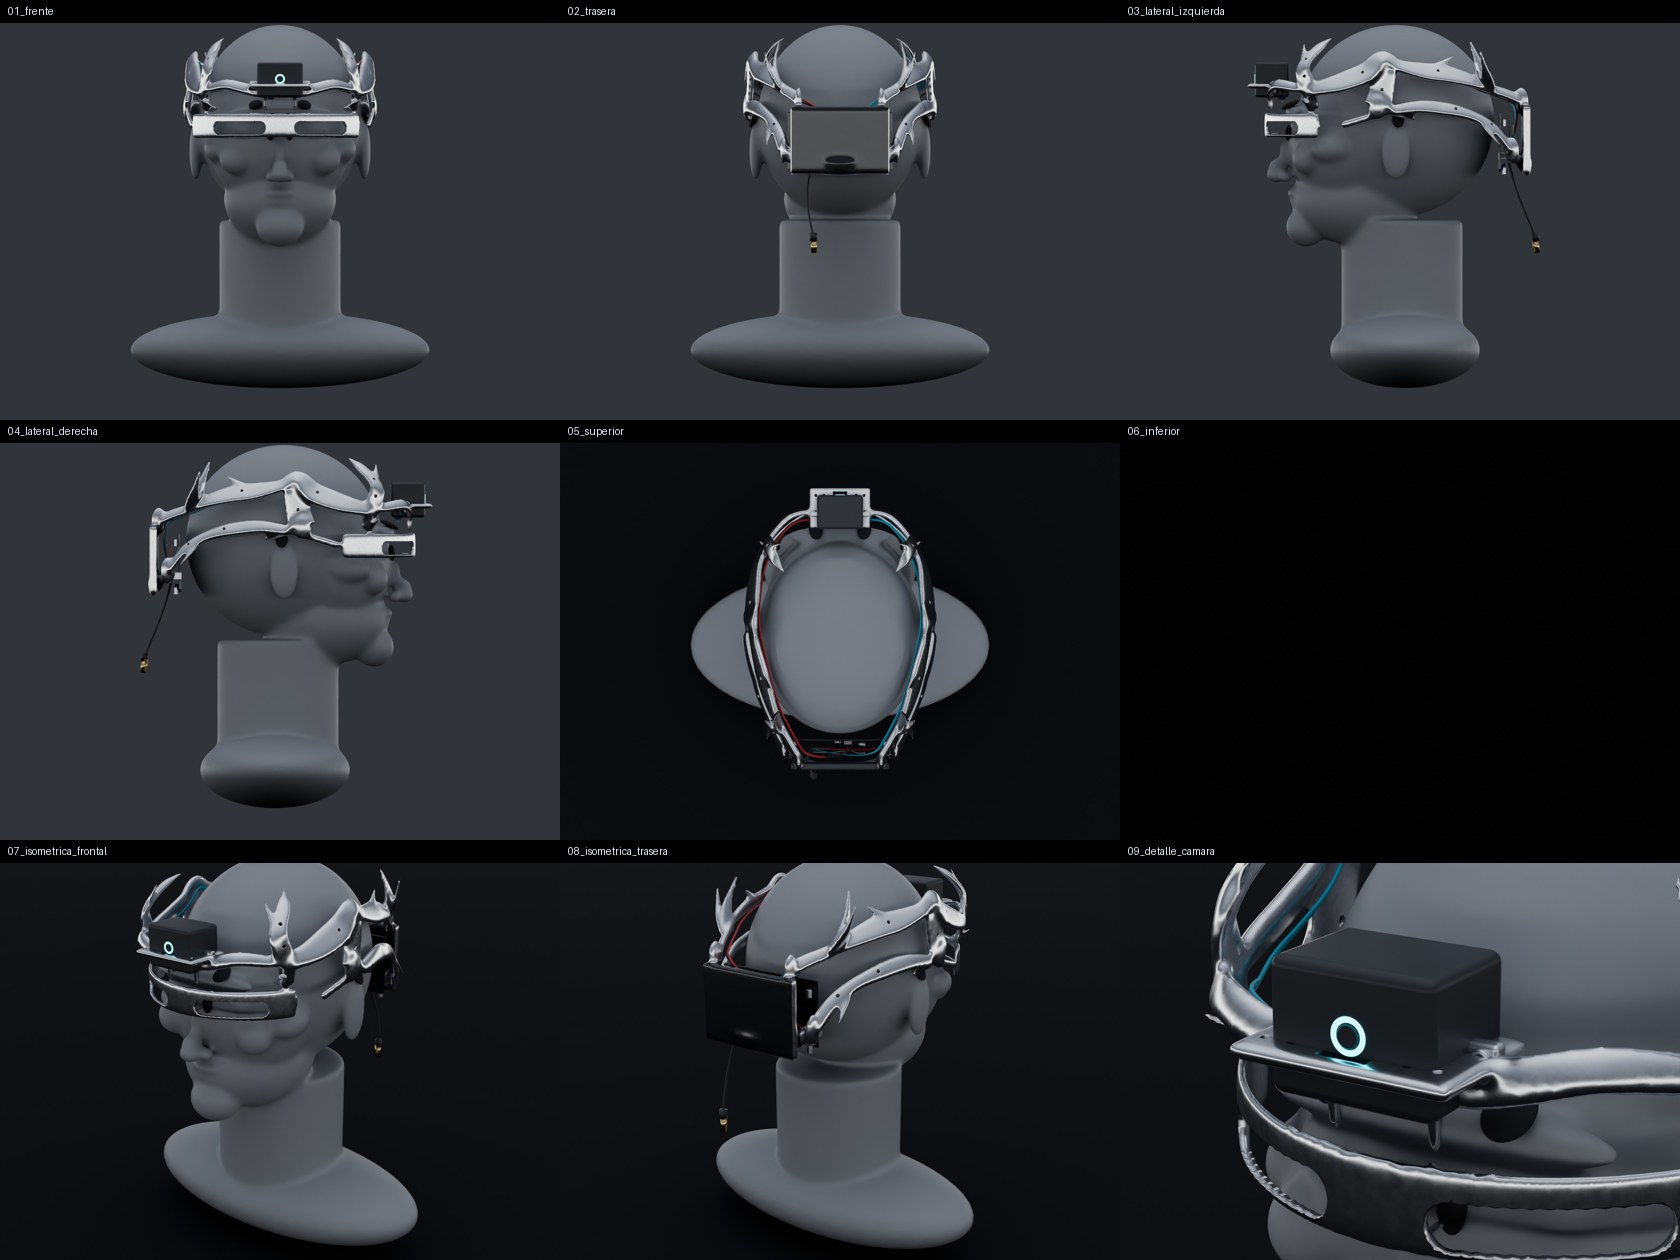 01_frente
02_trasera
03_lateral_izquierda
04_lateral_derecha
05_superior
06_inferior
07_isometrica_frontal
08_isometrica_trasera
09_detalle_camara